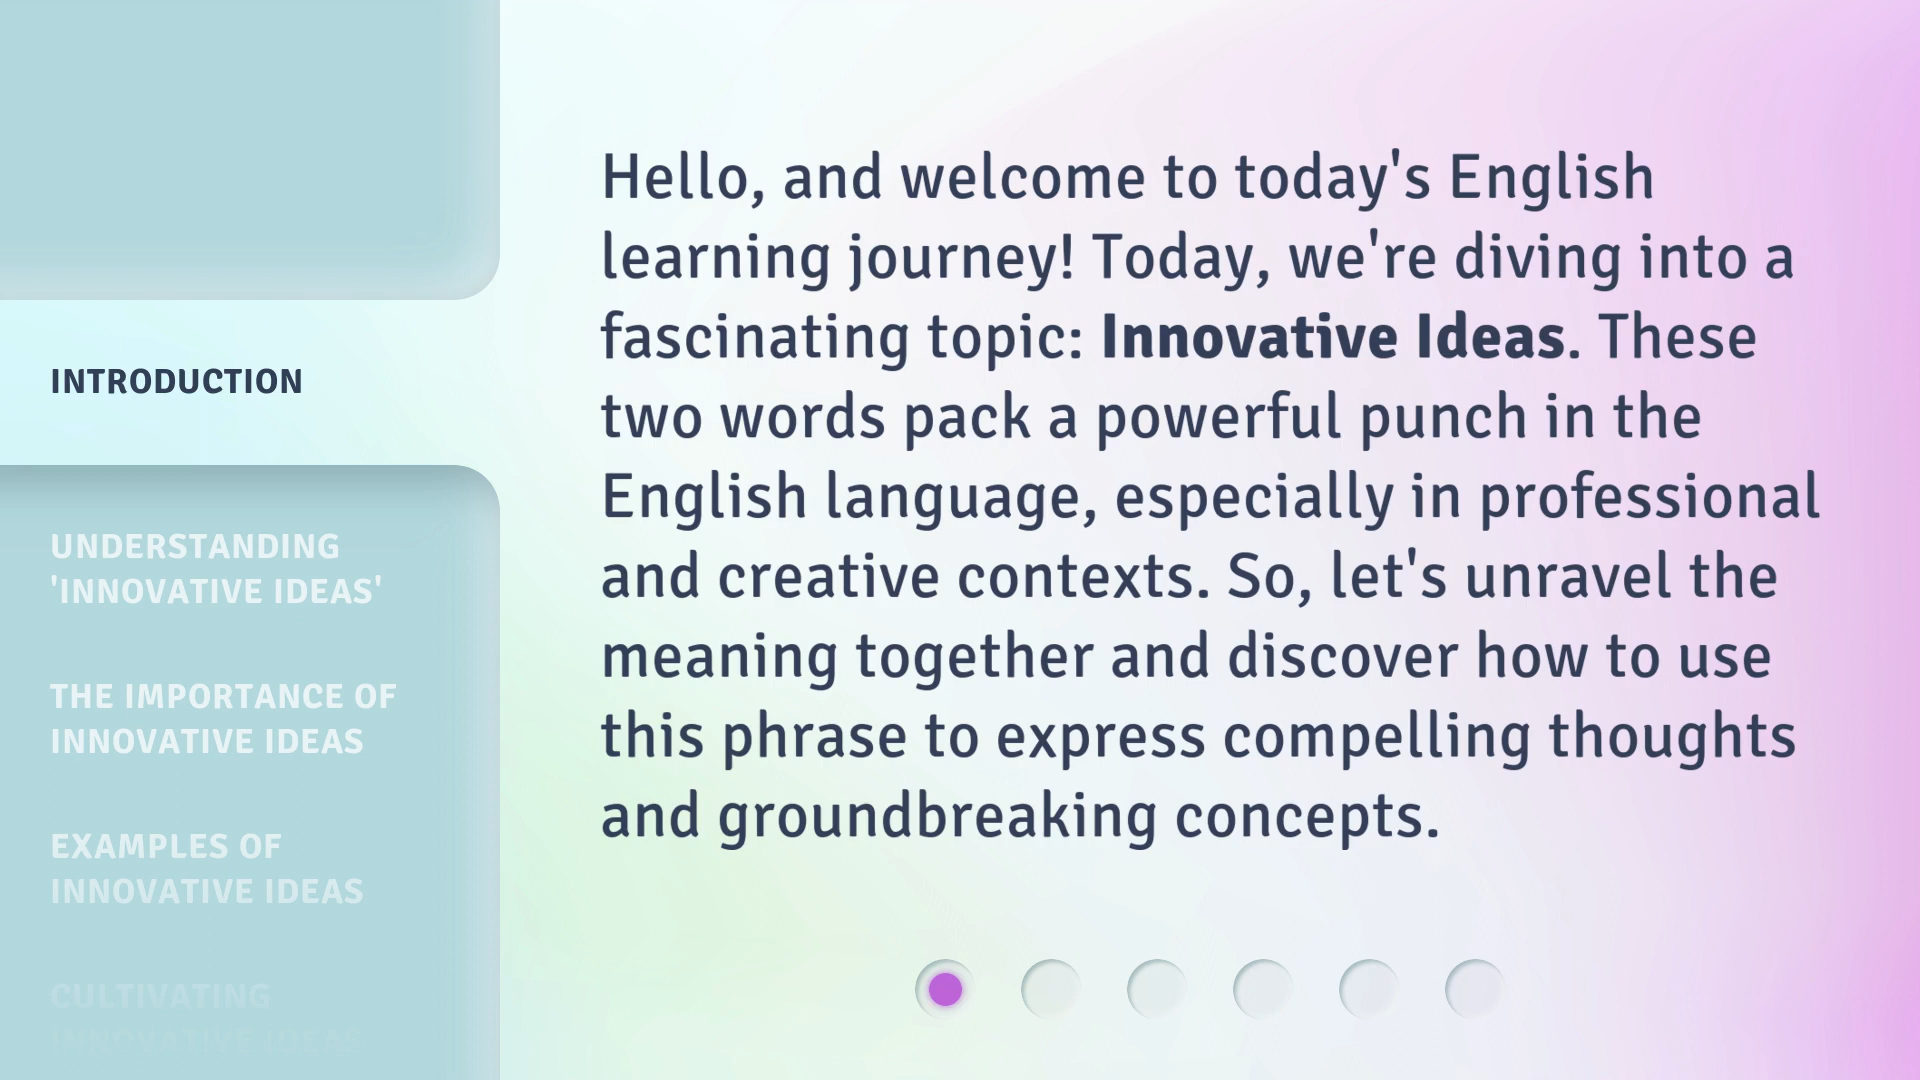 INTRODUCTION
UNDERSTANDING
'INNOVATIVE IDEAS'
THE IMPORTANCE OF
INNOVATIVE IDEAS
EXAMPLES OF
INNOVATIVE IDEAS
CULTIVATING
INNOVATIVE IDEAS
Hello, and welcome to today's English
learning journey! Today, we're diving into a
fascinating topic: Innovative Ideas. These
two words pack a powerful punch in the
English language, especially in professional
and creative contexts. So, let's unravel the
meaning together and discover how to use
this phrase to express compelling thoughts
and groundbreaking concepts.